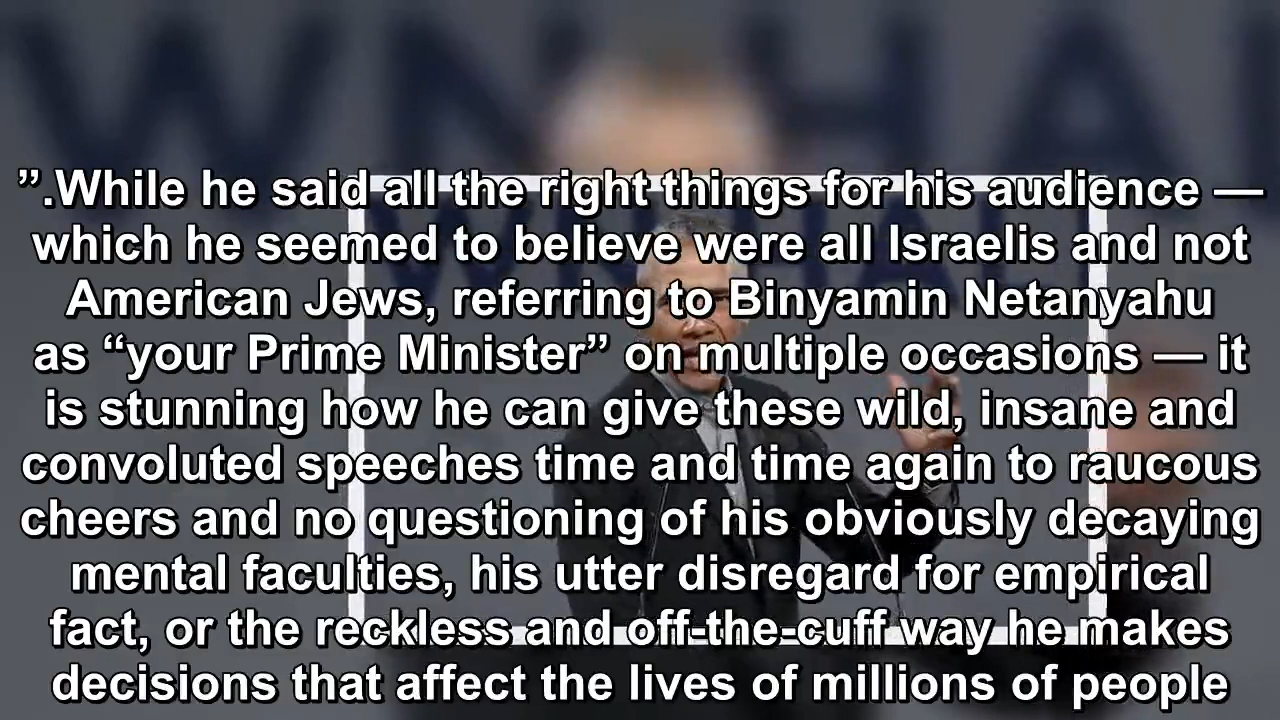 WN HAL
”.While he said all the right things for his audience —
which he seemed to believe were all Israelis and not
American Jews, referring to Binyamin Netanyahu
as “your Prime Minister” on multiple occasions — it
is stunning how he can give these wild, insane and
convoluted speeches time and time again to raucous
cheers and no questioning of his obviously decaying
mental faculties, his utter disregard for empirical
fact, or the reckless and off-the-cuff way he makes
decisions that affect the lives of millions of people